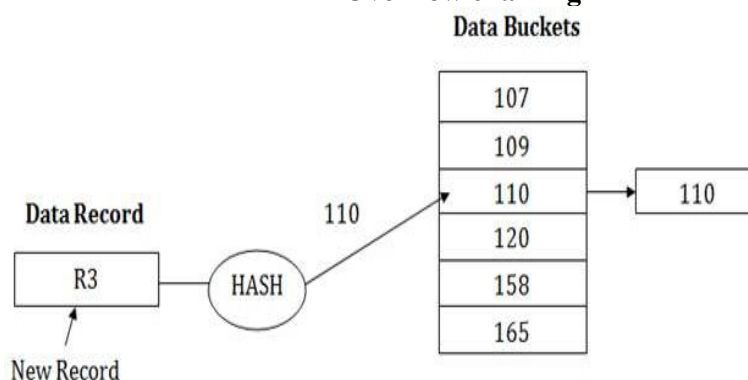 Data Buckets
107
109
110
110
120
158
165
Data Record
110
R3
HASH
New Record